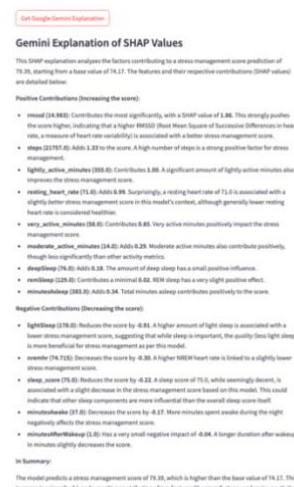 Get Google Gemini Explanation
Gemini Explanation of SHAP Values
This SHAP explanation analyzes the factors contributing to a stress management score prediction of
79.39, starting from a base value of 74.17. The features and their respective contributions (SHAP values)
are detailed below:
Positive Contributions (Increasing the score):
• rmssd (14.983): Contributes the most significantly, with a SHAP value of 1.86. This strongly pushes
the score higher, indicating that a higher RMSSD (Root Mean Square of Successive Differences in hear
rate, a measure of heart rate variability) is associated with a better stress management score.
• steps (21757.0): Adds 1.33 to the score. A high number of steps is a strong positive factor for stress
management.
• lightly_active_minutes (355.0): Contributes 1.00. A significant amount of lightly active minutes also
improves the stress management score.
• resting_heart_rate (71.0): Adds 0.99. Surprisingly, a resting heart rate of 71.0 is associated with a
slightly better stress management score in this model's context, although generally lower resting
heart rate is considered healthier.
• very_active_minutes (58.0): Contributes 0.85. Very active minutes positively impact the stress
management score.
• moderate_active_minutes (14.0): Adds 0.29. Moderate active minutes also contribute positively,
though less significantly than other activity metrics.
• deepSleep (76.0): Adds 0.18. The amount of deep sleep has a small positive influence.
• remSleep (129.0): Contributes a minimal 0.02. REM sleep has a very slight positive effect.
• minutesAsleep (383.0): Adds 0.34. Total minutes asleep contributes positively to the score.
Negative Contributions (Decreasing the score):
• lightSleep (178.0): Reduces the score by -0.91. A higher amount of light sleep is associated with a
lower stress management score, suggesting that while sleep is important, the quality (less light sleep)
is more beneficial for stress management as per this model.
• nremhr (74.715): Decreases the score by -0.30. A higher NREM heart rate is linked to a slightly lower
stress management score.
• sleep_score (75.0): Reduces the score by -0.22. A sleep score of 75.0, while seemingly decent, is
associated with a slight decrease in the stress management score based on this model. This could
indicate that other sleep components are more influential than the overall sleep score itself.
• minutesAwake (37.0): Decreases the score by -0.17. More minutes spent awake during the night
negatively affects the stress management score.
• minutesAfterWakeup (1.0): Has a very small negative impact of -0.04. A longer duration after wakeup
in minutes slightly decreases the score.
In Summary:
The model predicts a stress management score of 79.39, which is higher than the base value of 74.17. This